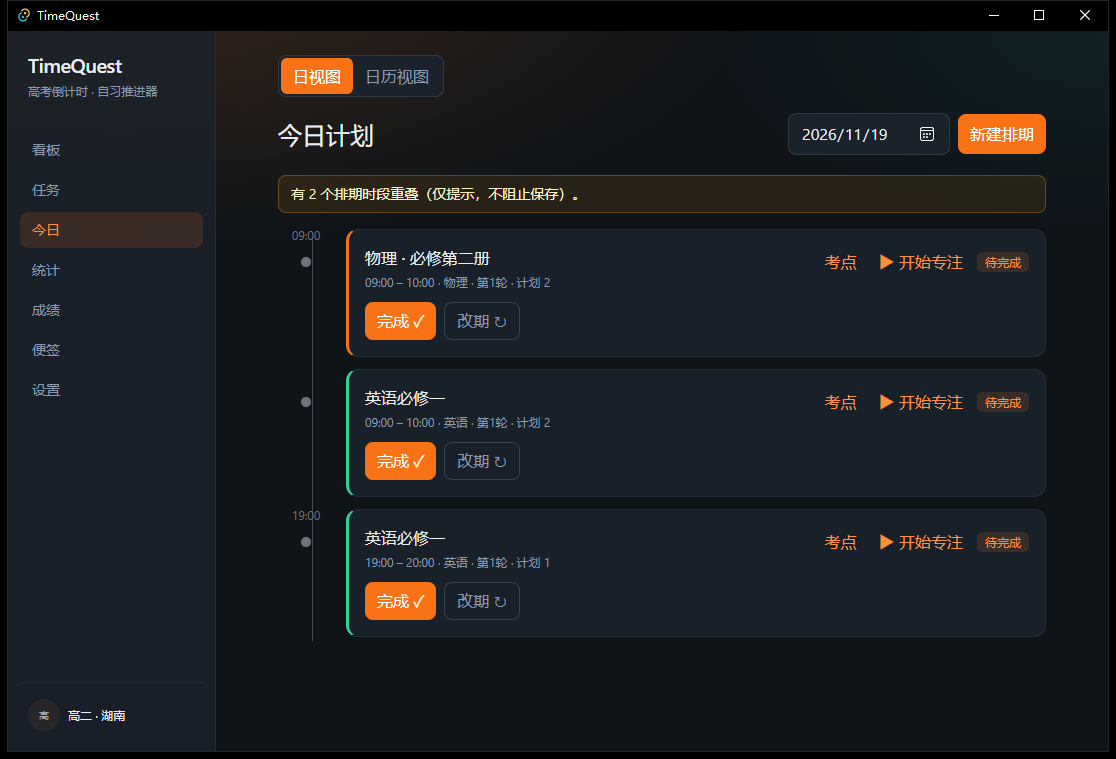 TimeQuest
TimeQuest
高考倒计时 · 自习推进器
看板
任务
今日
统计
成绩
便签
设置
高
高二 · 湖南
日视图 日历视图
今日计划
2026/11/19
新建排期
有 2 个排期时段重叠（仅提示，不阻止保存）。
09:00
物理 · 必修第二册
考点 ▶ 开始专注 待完成
09:00 – 10:00 · 物理 · 第1轮 · 计划 2
完成 ✓ 改期 ↻
英语必修一
考点 ▶ 开始专注 待完成
09:00 – 10:00 · 英语 · 第1轮 · 计划 2
完成 ✓ 改期 ↻
19:00
英语必修一
考点 ▶ 开始专注 待完成
19:00 – 20:00 · 英语 · 第1轮 · 计划 1
完成 ✓ 改期 ↻